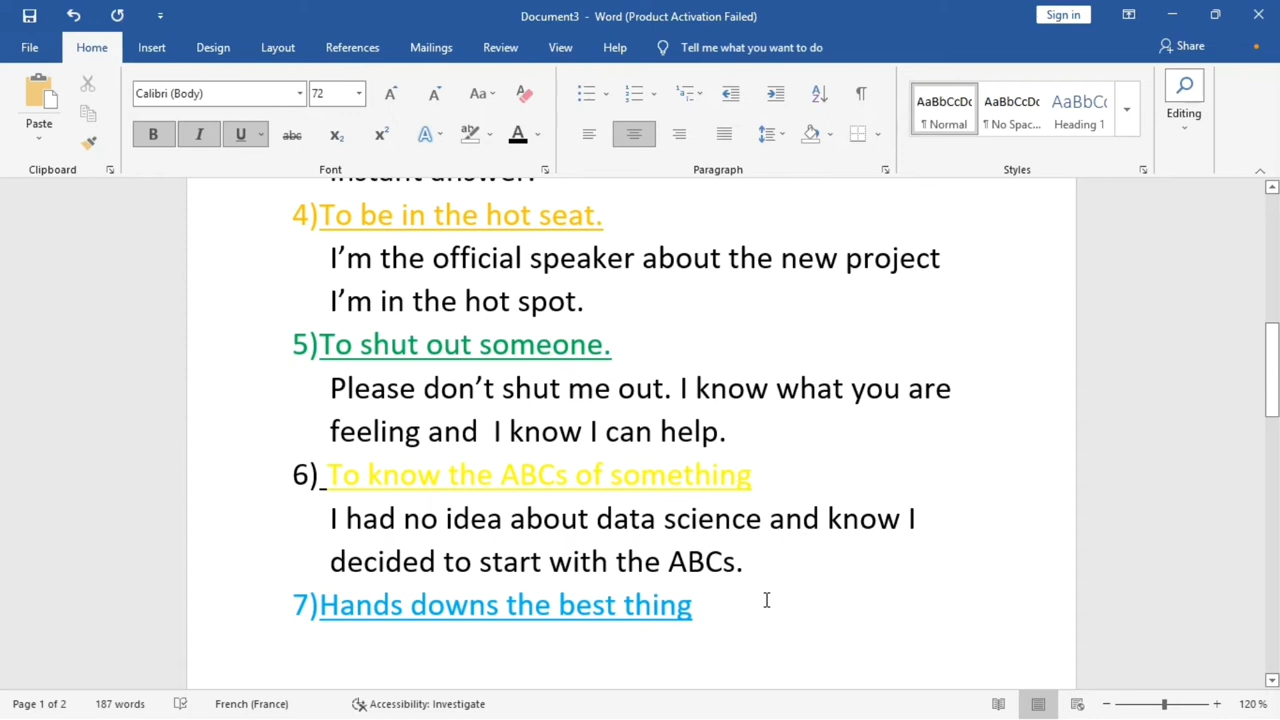 Document3 - Word (Product Activation Failed)
Sign in
File Home Insert Design Layout References Mailings Review View Help Tell me what you want to do Share
Paste
Clipboard
Calibri (Body) 72
Font
Paragraph
AaBbCcDc AaBbCcDc AaBbCc
¶ Normal ¶ No Spac... Heading 1
Styles
Editing
instant answer.
4)To be in the hot seat.
I’m the official speaker about the new project
I’m in the hot spot.
5)To shut out someone.
Please don’t shut me out. I know what you are
feeling and I know I can help.
6) To know the ABCs of something
I had no idea about data science and know I
decided to start with the ABCs.
7)Hands downs the best thing
Page 1 of 2 187 words French (France) Accessibility: Investigate 120 %